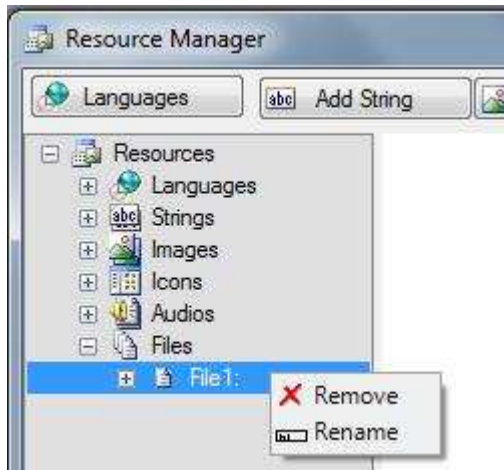 Resource Manager
Languages
abc Add String
Resources
Languages
abc Strings
Images
Icons
Audios
Files
File1:
Remove
Rename